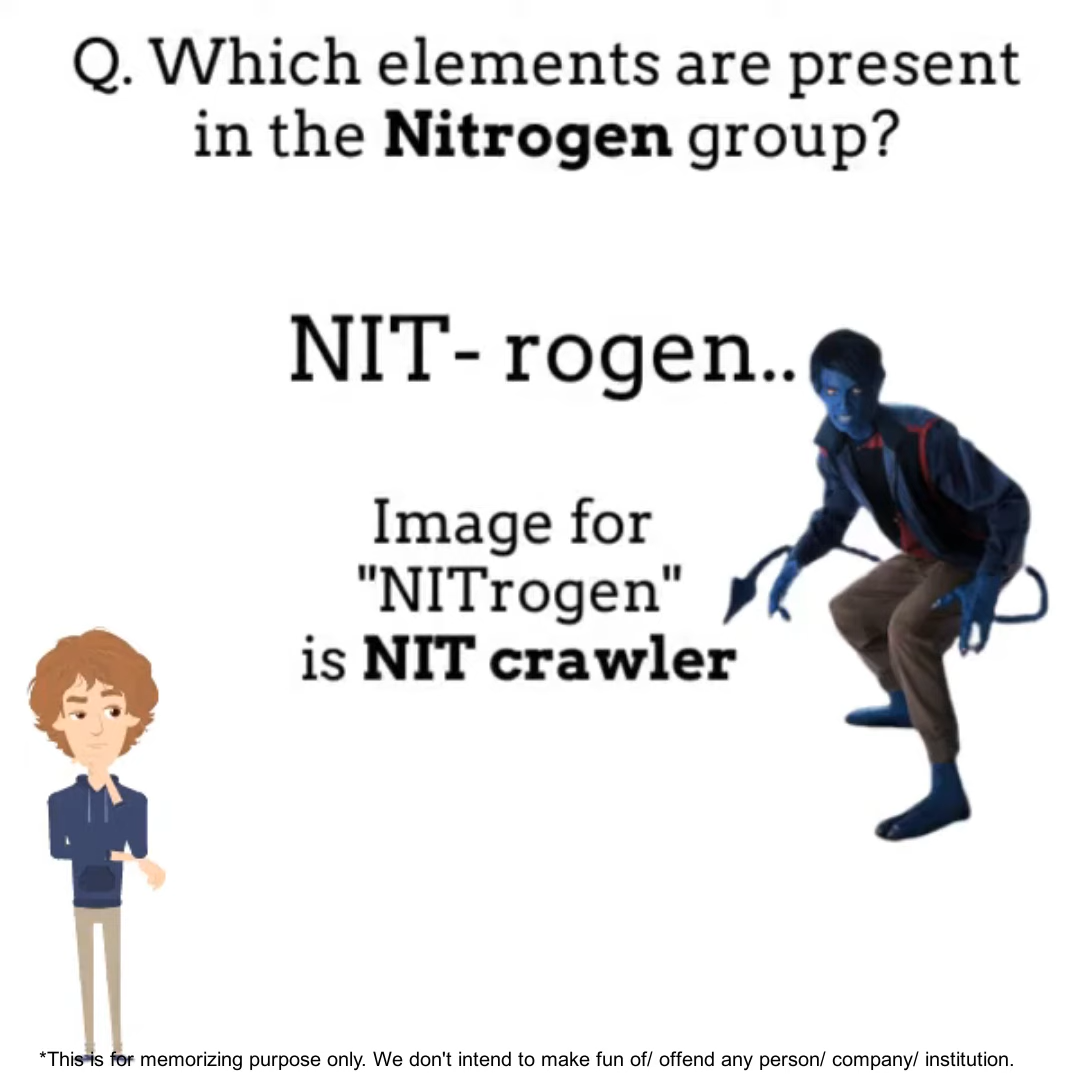 Q. Which elements are present
in the Nitrogen group?
NIT- rogen..
Image for
"NITrogen"
is NIT crawler
*This is for memorizing purpose only. We don't intend to make fun of/ offend any person/ company/ institution.